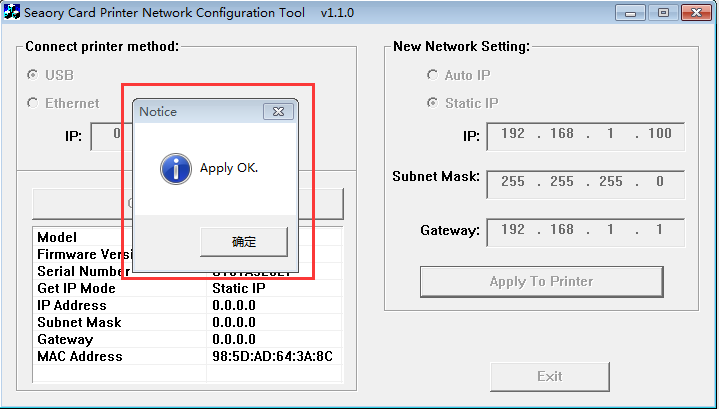 Seaory Card Printer Network Configuration Tool v1.1.0
Connect printer method:
USB
Ethernet
IP: 0
Notice
Apply OK.
确定
Model
Firmware Versi
Serial Number
Get IP Mode Static IP
IP Address 0.0.0.0
Subnet Mask 0.0.0.0
Gateway 0.0.0.0
MAC Address 98:5D:AD:64:3A:8C
New Network Setting:
Auto IP
Static IP
IP: 192 . 168 . 1 . 100
Subnet Mask: 255 . 255 . 255 . 0
Gateway: 192 . 168 . 1 . 1
Apply To Printer
Exit